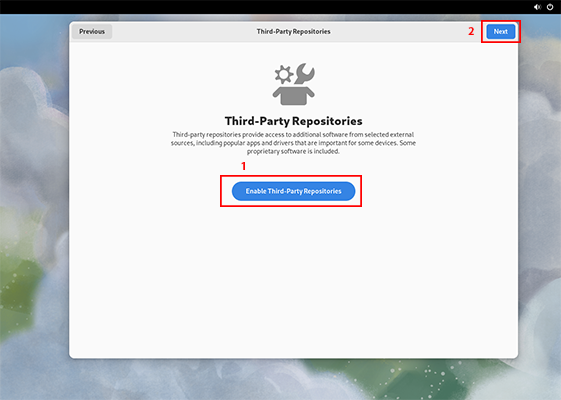 Previous
Third-Party Repositories
2
Next
Third-Party Repositories
Third-party repositories provide access to additional software from selected external
sources, including popular apps and drivers that are important for some devices. Some
proprietary software is included.
1
Enable Third-Party Repositories